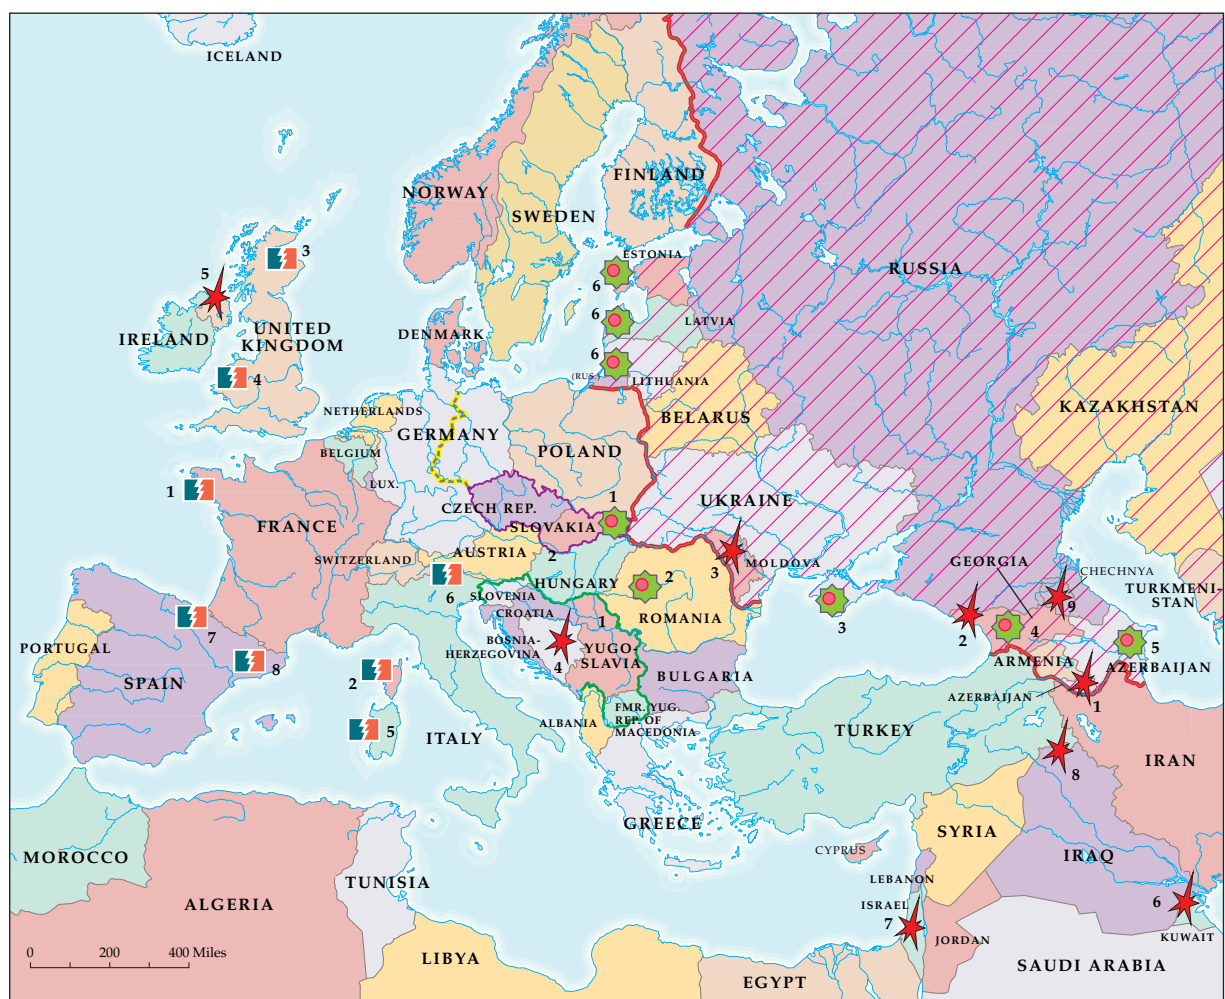 ICELAND
NORWAY
FINLAND
SWEDEN
ESTONIA
6
3
5
RUSSIA
6
LATVIA
UNITED
KINGDOM
IRELAND
DENMARK
6
(RUS.)
LITHUANIA
4
NETHERLANDS
BELARUS
KAZAKHSTAN
GERMANY
BELGIUM
POLAND
LUX.
1
1
UKRAINE
CZECH REP.
FRANCE
SLOVAKIA
SWITZERLAND
AUSTRIA
2
3
MOLDOVA
GEORGIA
CHECHNYA
HUNGARY
2
TURKMENI-
STAN
6
SLOVENIA
9
CROATIA
1
ROMANIA
3
2
4
5
7
BOSNIA-
HERZEGOVINA
4
YUGO-
SLAVIA
PORTUGAL
SPAIN
8
2
BULGARIA
ARMENIA
AZERBAIJAN
AZERBAIJAN
1
FMR. YUG.
REP. OF
MACEDONIA
ALBANIA
5
ITALY
TURKEY
IRAN
8
GREECE
SYRIA
CYPRUS
IRAQ
MOROCCO
TUNISIA
LEBANON
ALGERIA
ISRAEL
6
7
JORDAN
KUWAIT
0 200 400 Miles
LIBYA
EGYPT
SAUDI ARABIA